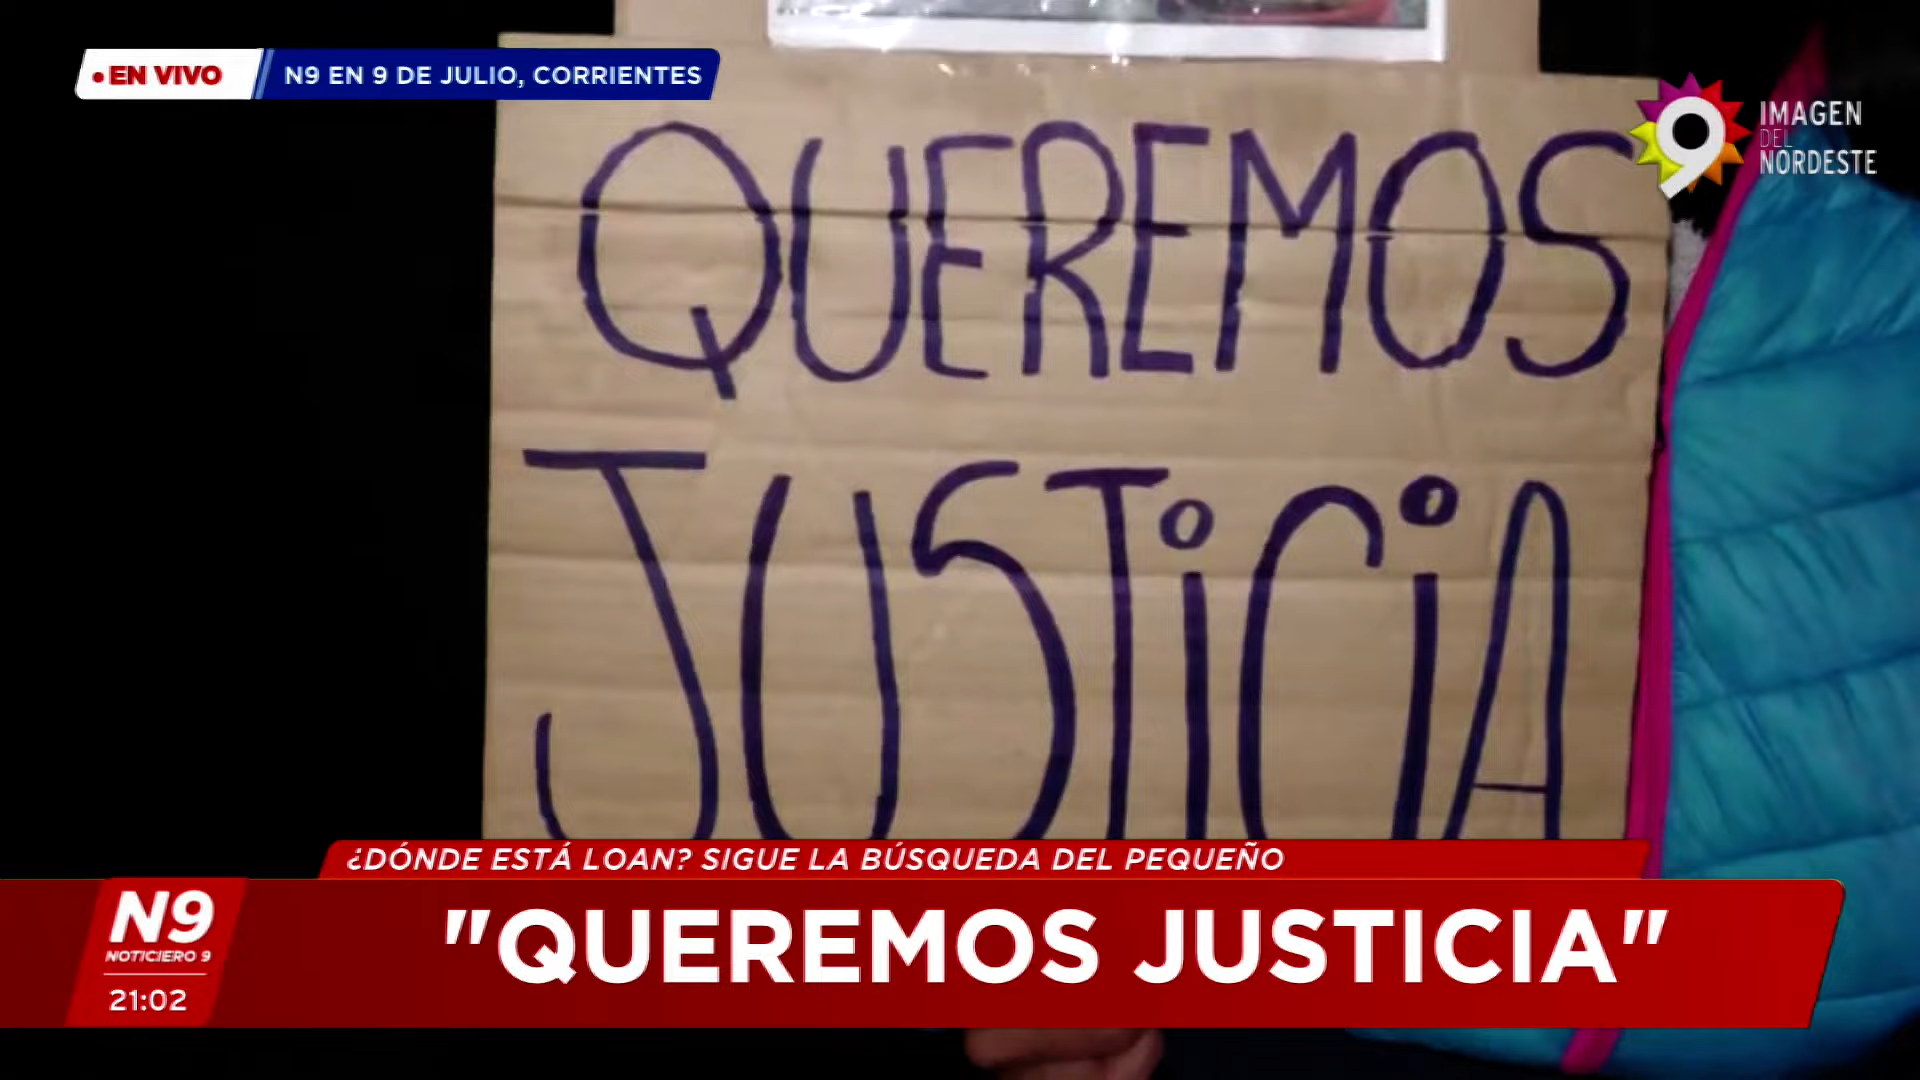 EN VIVO
N9 EN 9 DE JULIO, CORRIENTES
IMAGEN
DEL
NORDESTE
QUEREMOS
JUSTICIA
¿DÓNDE ESTÁ LOAN? SIGUE LA BÚSQUEDA DEL PEQUEÑO
"QUEREMOS JUSTICIA"
N9
NOTICIERO 9
21:02